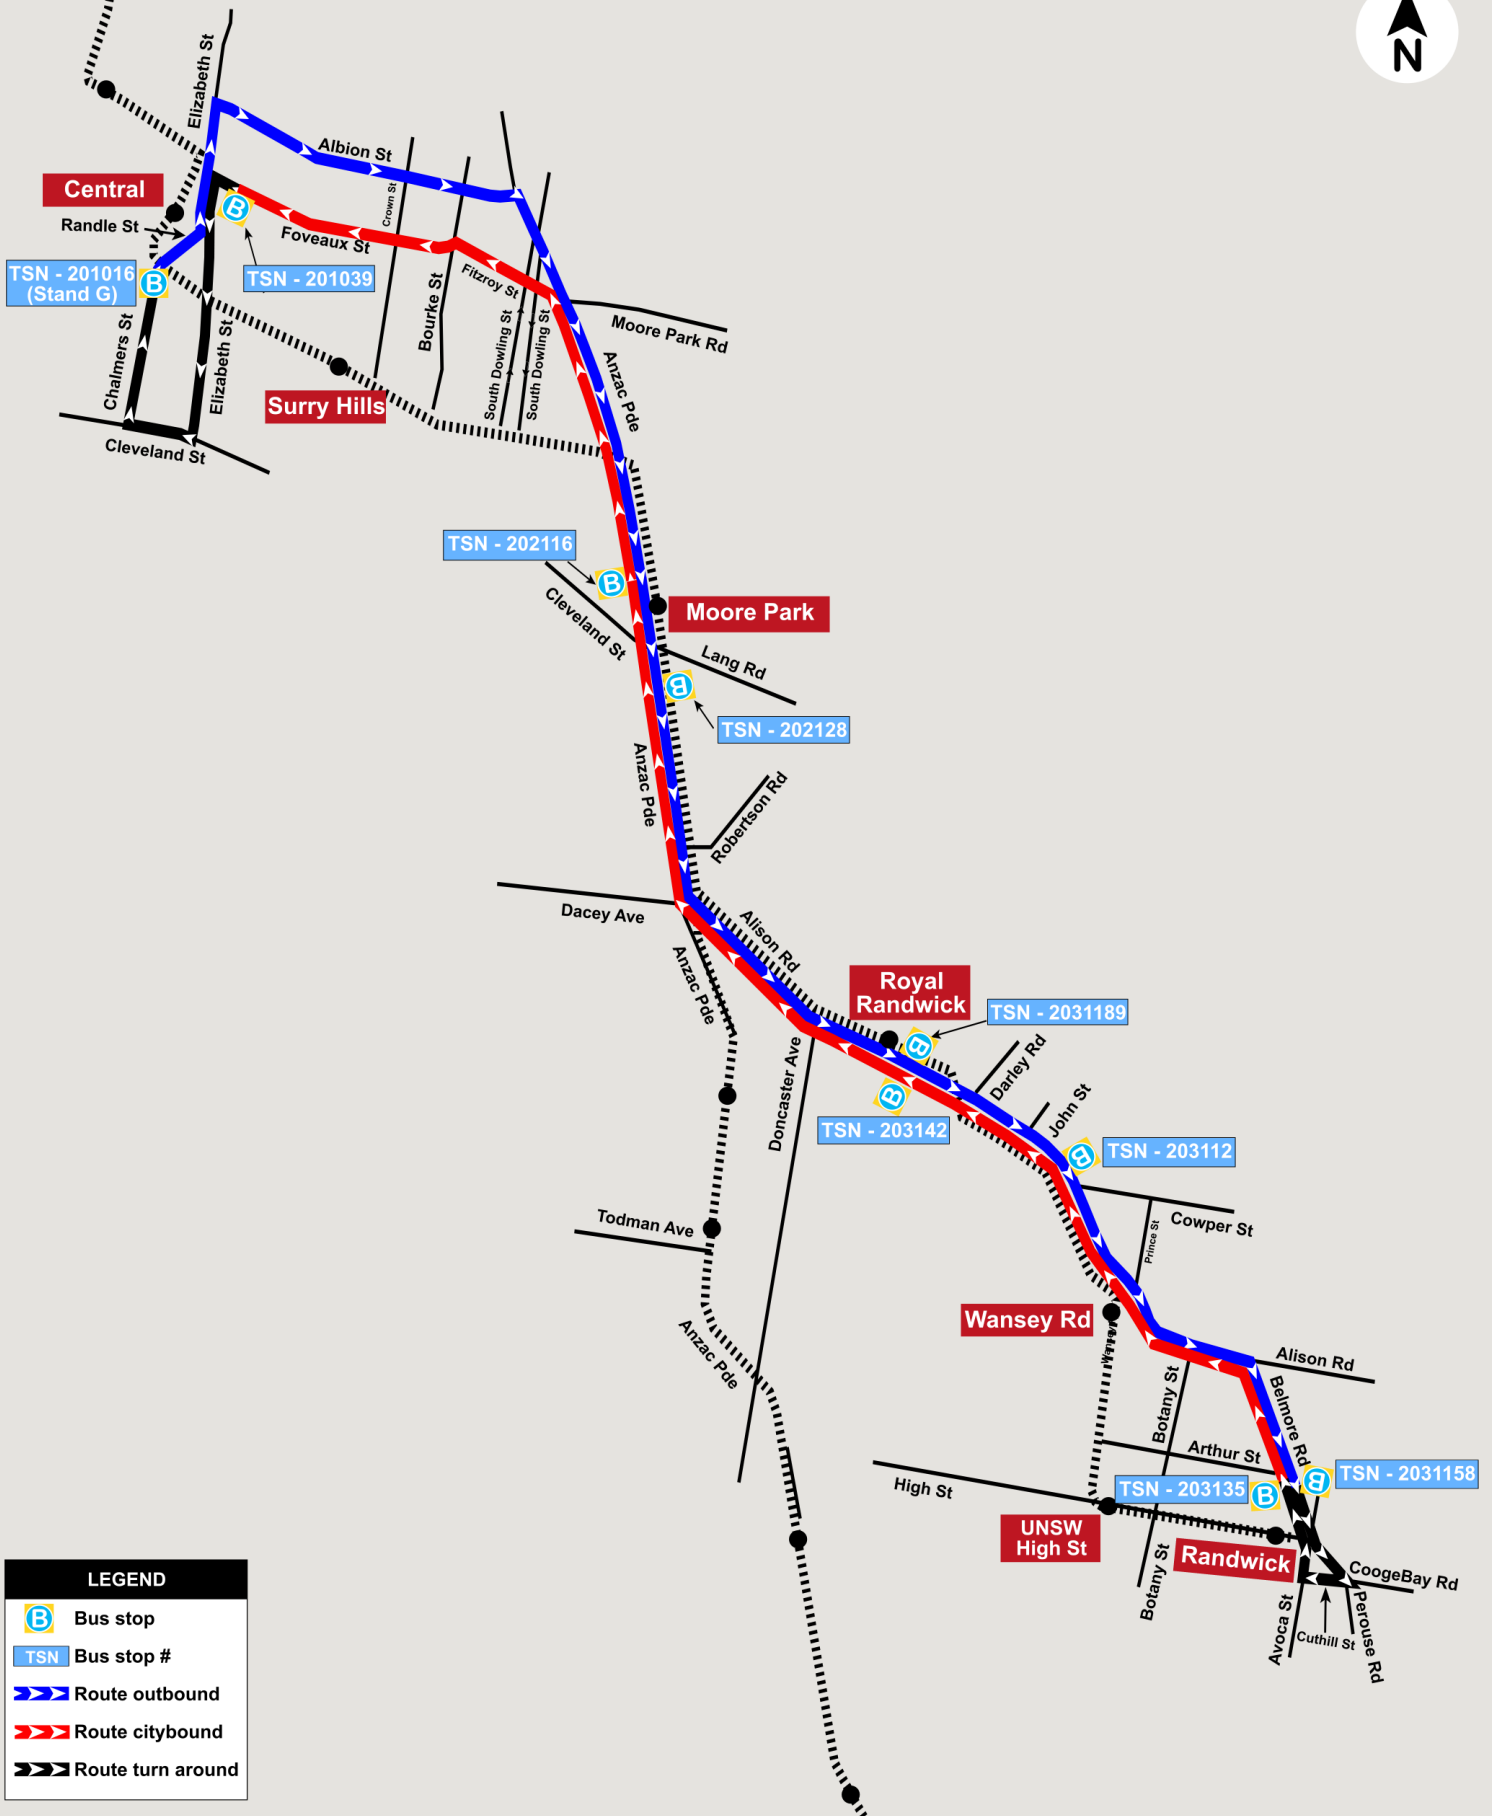 N
Elizabeth St
Albion St
Central
Crown St
Randle St
Foveaux St
TSN - 201016
(Stand G)
TSN - 201039
Fitzroy St
Moore Park Rd
Bourke St
Chalmers St
Elizabeth St
South Dowling St
South Dowling St
Anzac Pde
Surry Hills
Cleveland St
TSN - 202116
Cleveland St
Moore Park
Lang Rd
TSN - 202128
Anzac Pde
Robertson Rd
Dacey Ave
Alison Rd
Anzac Pde
Royal
Randwick
TSN - 2031189
Doncaster Ave
Darley Rd
John St
TSN - 203142
TSN - 203112
Todman Ave
Cowper St
Prince St
Wansey Rd
Anzac Pde
Alison Rd
Botany St
Belmore Rd
Arthur St
High St
TSN - 203135
TSN - 2031158
UNSW
High St
Randwick
CoogeBay Rd
Botany St
Avoca St
Cuthill St
Perouse Rd
LEGEND
B Bus stop
TSN Bus stop #
Route outbound
Route citybound
Route turn around